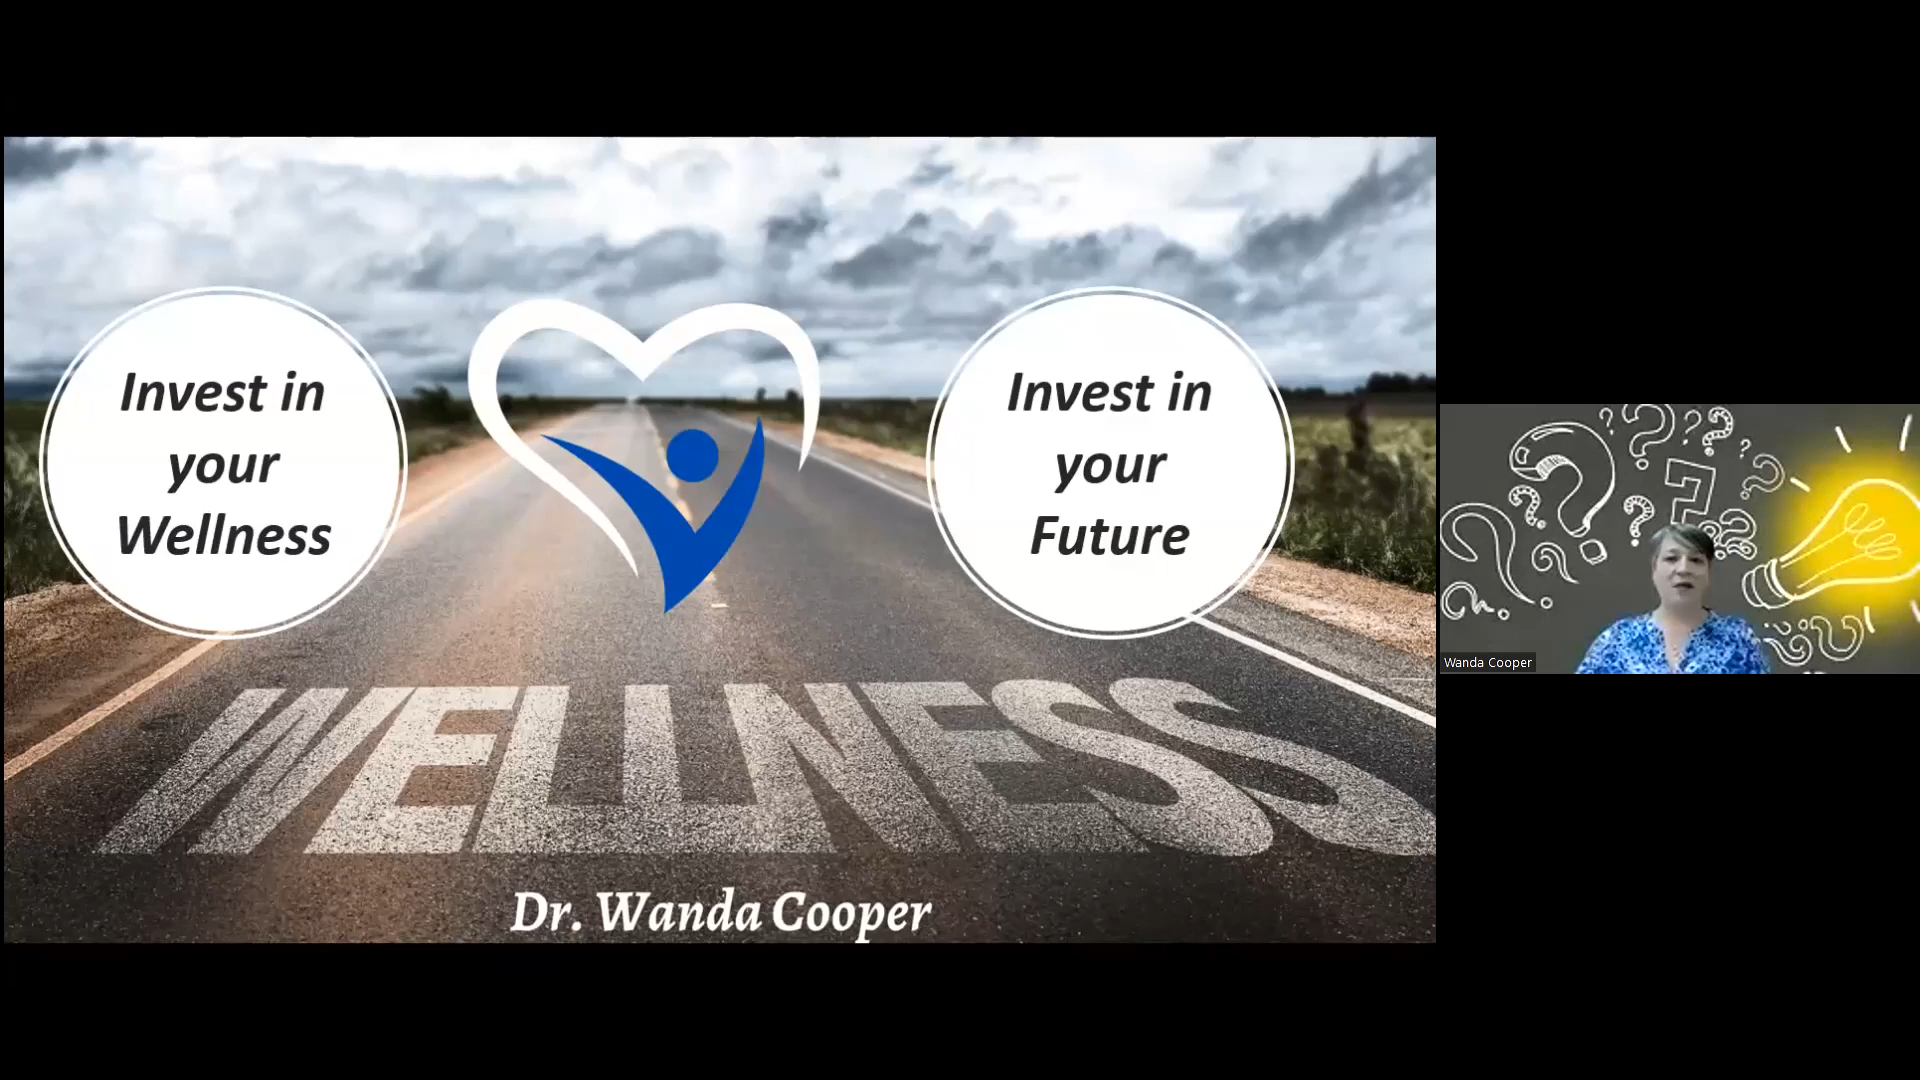 Invest in
your
Wellness
Invest in
your
Future
WELLNESS
Dr. Wanda Cooper
Wanda Cooper